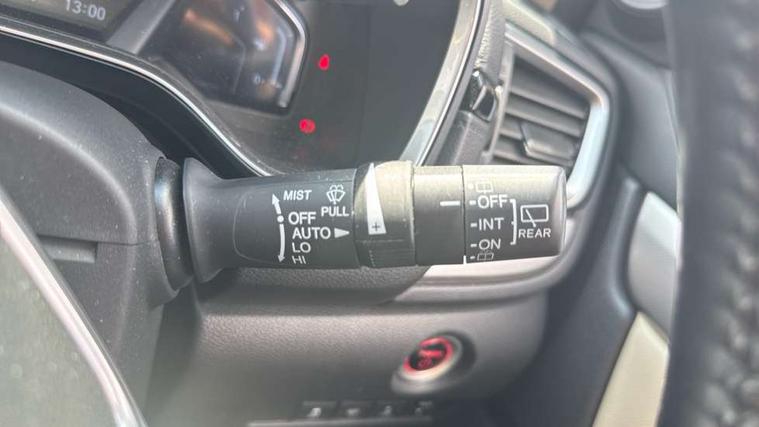 13:00
MIST
PULL
OFF
AUTO
LO
HI
+
OFF
INT
ON
REAR